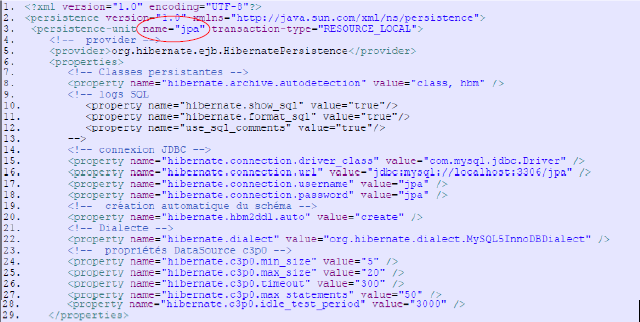 1. <?xml version="1.0" encoding="UTF-8"?>
2. <persistence version="1.0" xmlns="http://java.sun.com/xml/ns/persistence">
3. <persistence-unit name="jpa" transaction-type="RESOURCE_LOCAL">
4. <!-- provider -->
5. <provider>org.hibernate.ejb.HibernatePersistence</provider>
6. <properties>
7. <!-- Classes persistantes -->
8. <property name="hibernate.archive.autodetection" value="class, hbm" />
9. <!-- logs SQL
10. <property name="hibernate.show_sql" value="true"/>
11. <property name="hibernate.format_sql" value="true"/>
12. <property name="use_sql_comments" value="true"/>
13. -->
14. <!-- connexion JDBC -->
15. <property name="hibernate.connection.driver_class" value="com.mysql.jdbc.Driver" />
16. <property name="hibernate.connection.url" value="jdbc:mysql://localhost:3306/jpa" />
17. <property name="hibernate.connection.username" value="jpa" />
18. <property name="hibernate.connection.password" value="jpa" />
19. <!-- création automatique du schéma -->
20. <property name="hibernate.hbm2ddl.auto" value="create" />
21. <!-- Dialecte -->
22. <property name="hibernate.dialect" value="org.hibernate.dialect.MySQL5InnoDBDialect" />
23. <!-- propriétés DataSource c3p0 -->
24. <property name="hibernate.c3p0.min_size" value="5" />
25. <property name="hibernate.c3p0.max_size" value="20" />
26. <property name="hibernate.c3p0.timeout" value="300" />
27. <property name="hibernate.c3p0.max_statements" value="50" />
28. <property name="hibernate.c3p0.idle_test_period" value="3000" />
29. </properties>